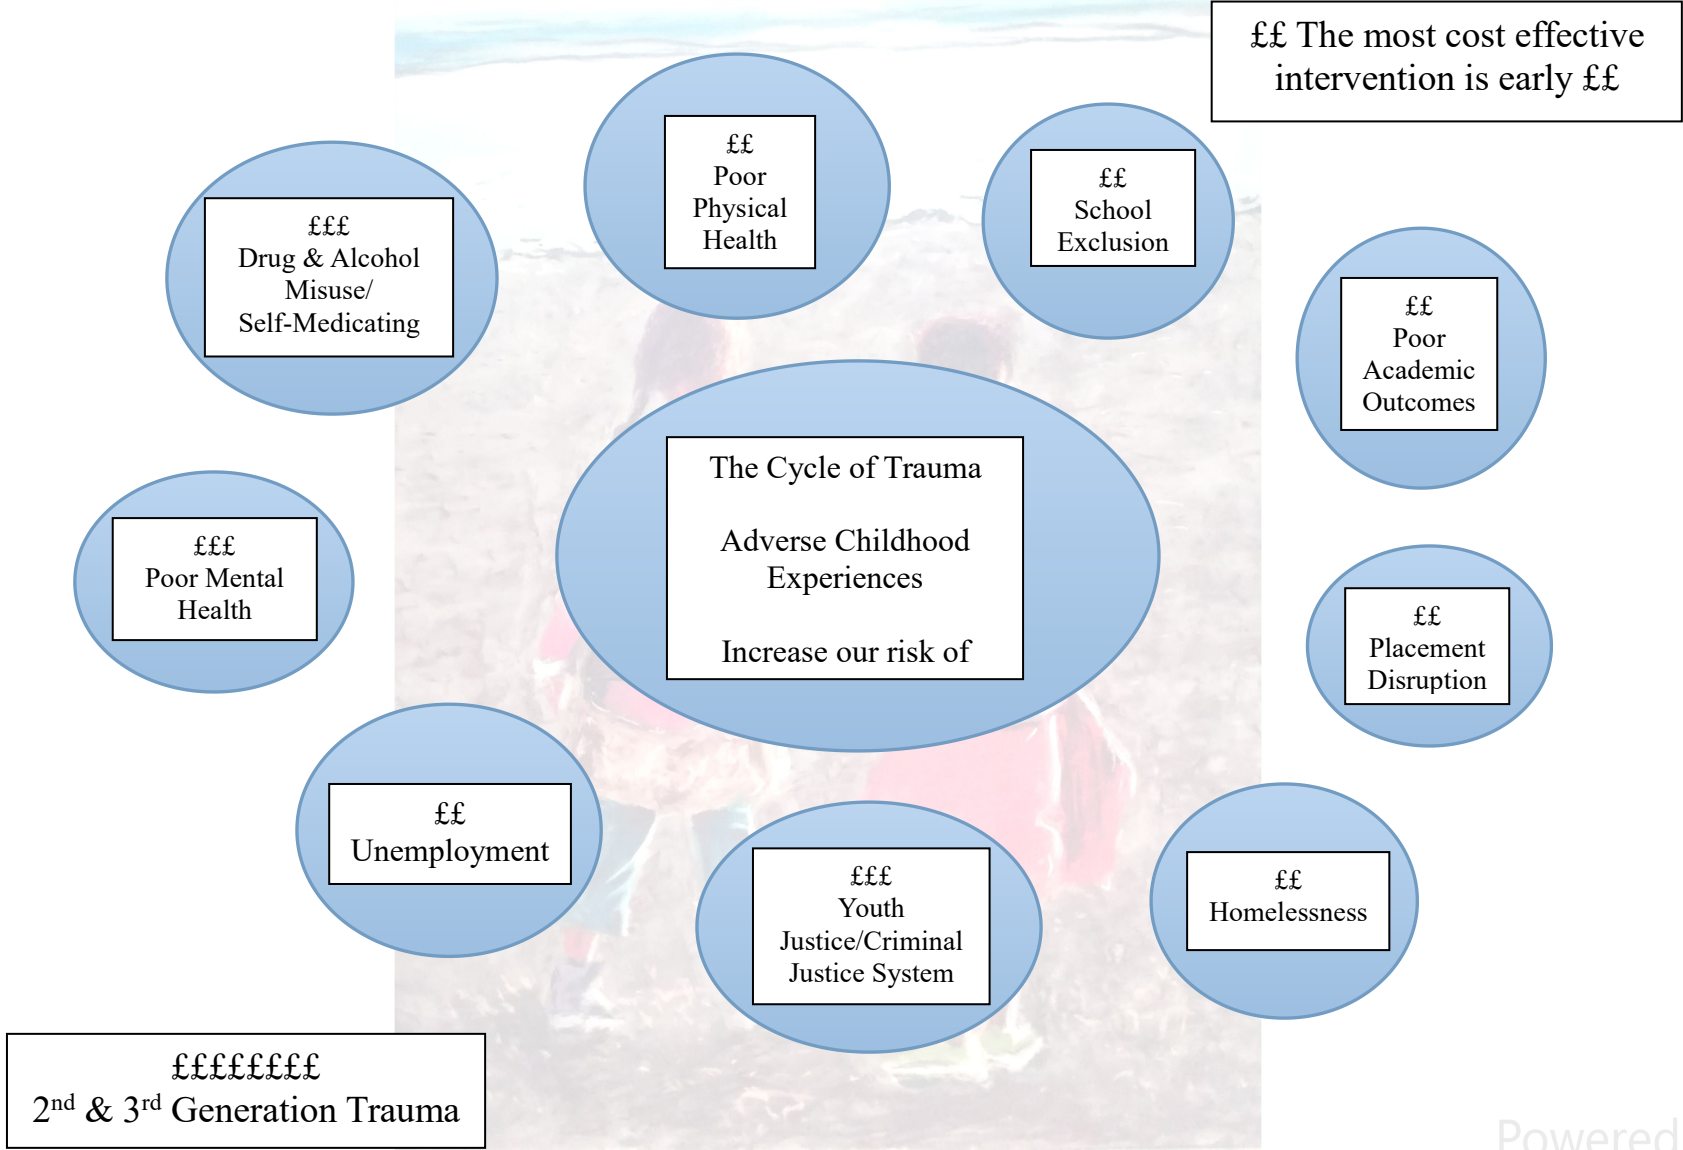 ££ The most cost effective
intervention is early ££
££
Poor
Physical
Health
££
School
Exclusion
£££
Drug & Alcohol
Misuse/
Self-Medicating
££
Poor
Academic
Outcomes
The Cycle of Trauma
Adverse Childhood
Experiences
Increase our risk of
£££
Poor Mental
Health
££
Placement
Disruption
££
Unemployment
£££
Youth
Justice/Criminal
Justice System
££
Homelessness
££££££££
2nd & 3rd Generation Trauma
Powered